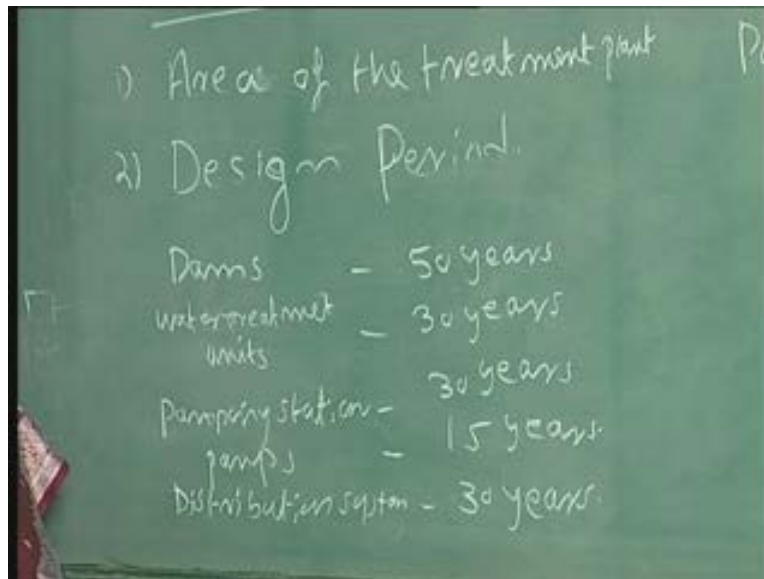 1) Area of the treatment plant
2) Design Period.
Dams - 50 years
water treatmet - 30 years
units
30 years
Pumping station -
pumps - 15 years.
Distribution system - 30 years.